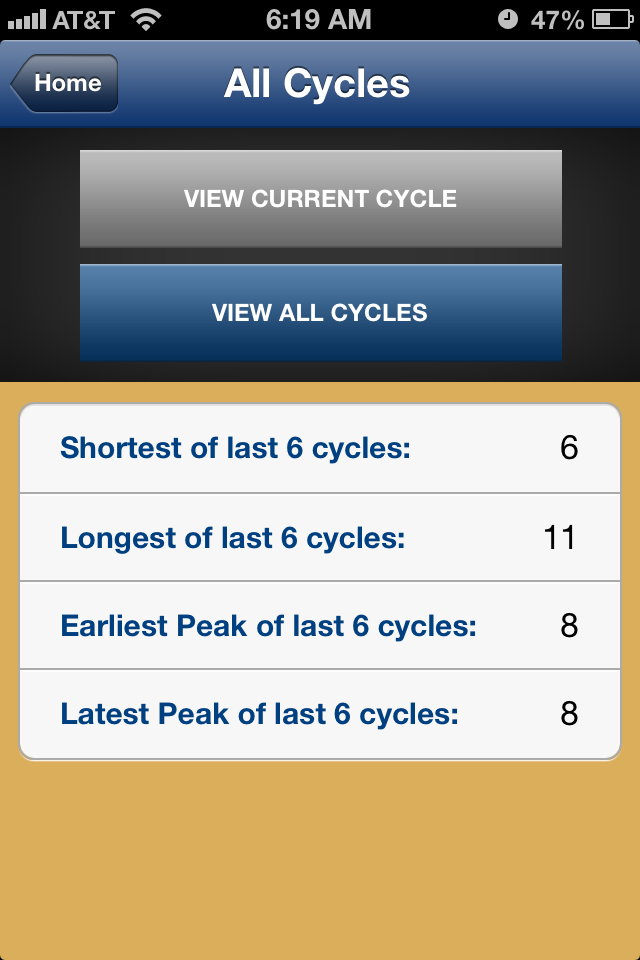 AT&T 6:19 AM 47%
Home All Cycles
VIEW CURRENT CYCLE
VIEW ALL CYCLES
Shortest of last 6 cycles: 6
Longest of last 6 cycles: 11
Earliest Peak of last 6 cycles: 8
Latest Peak of last 6 cycles: 8